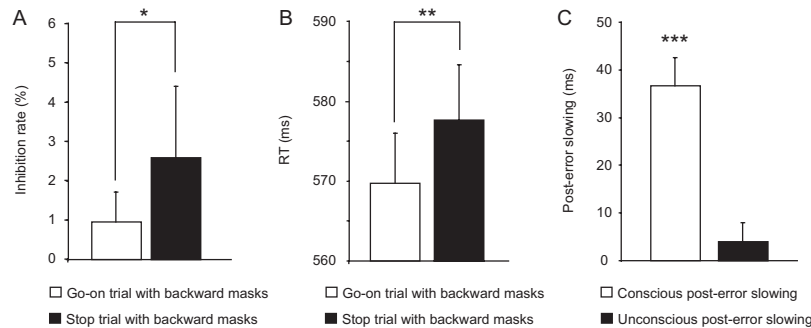 A
Inhibition rate (%)
6
5
4
3
2
1
0
*
Go-on trial with backward masks
Stop trial with backward masks
B
RT (ms)
590
580
570
560
**
Go-on trial with backward masks
Stop trial with backward masks
C
Post-error slowing (ms)
50
40
30
20
10
0
***
Conscious post-error slowing
Unconscious post-error slowing